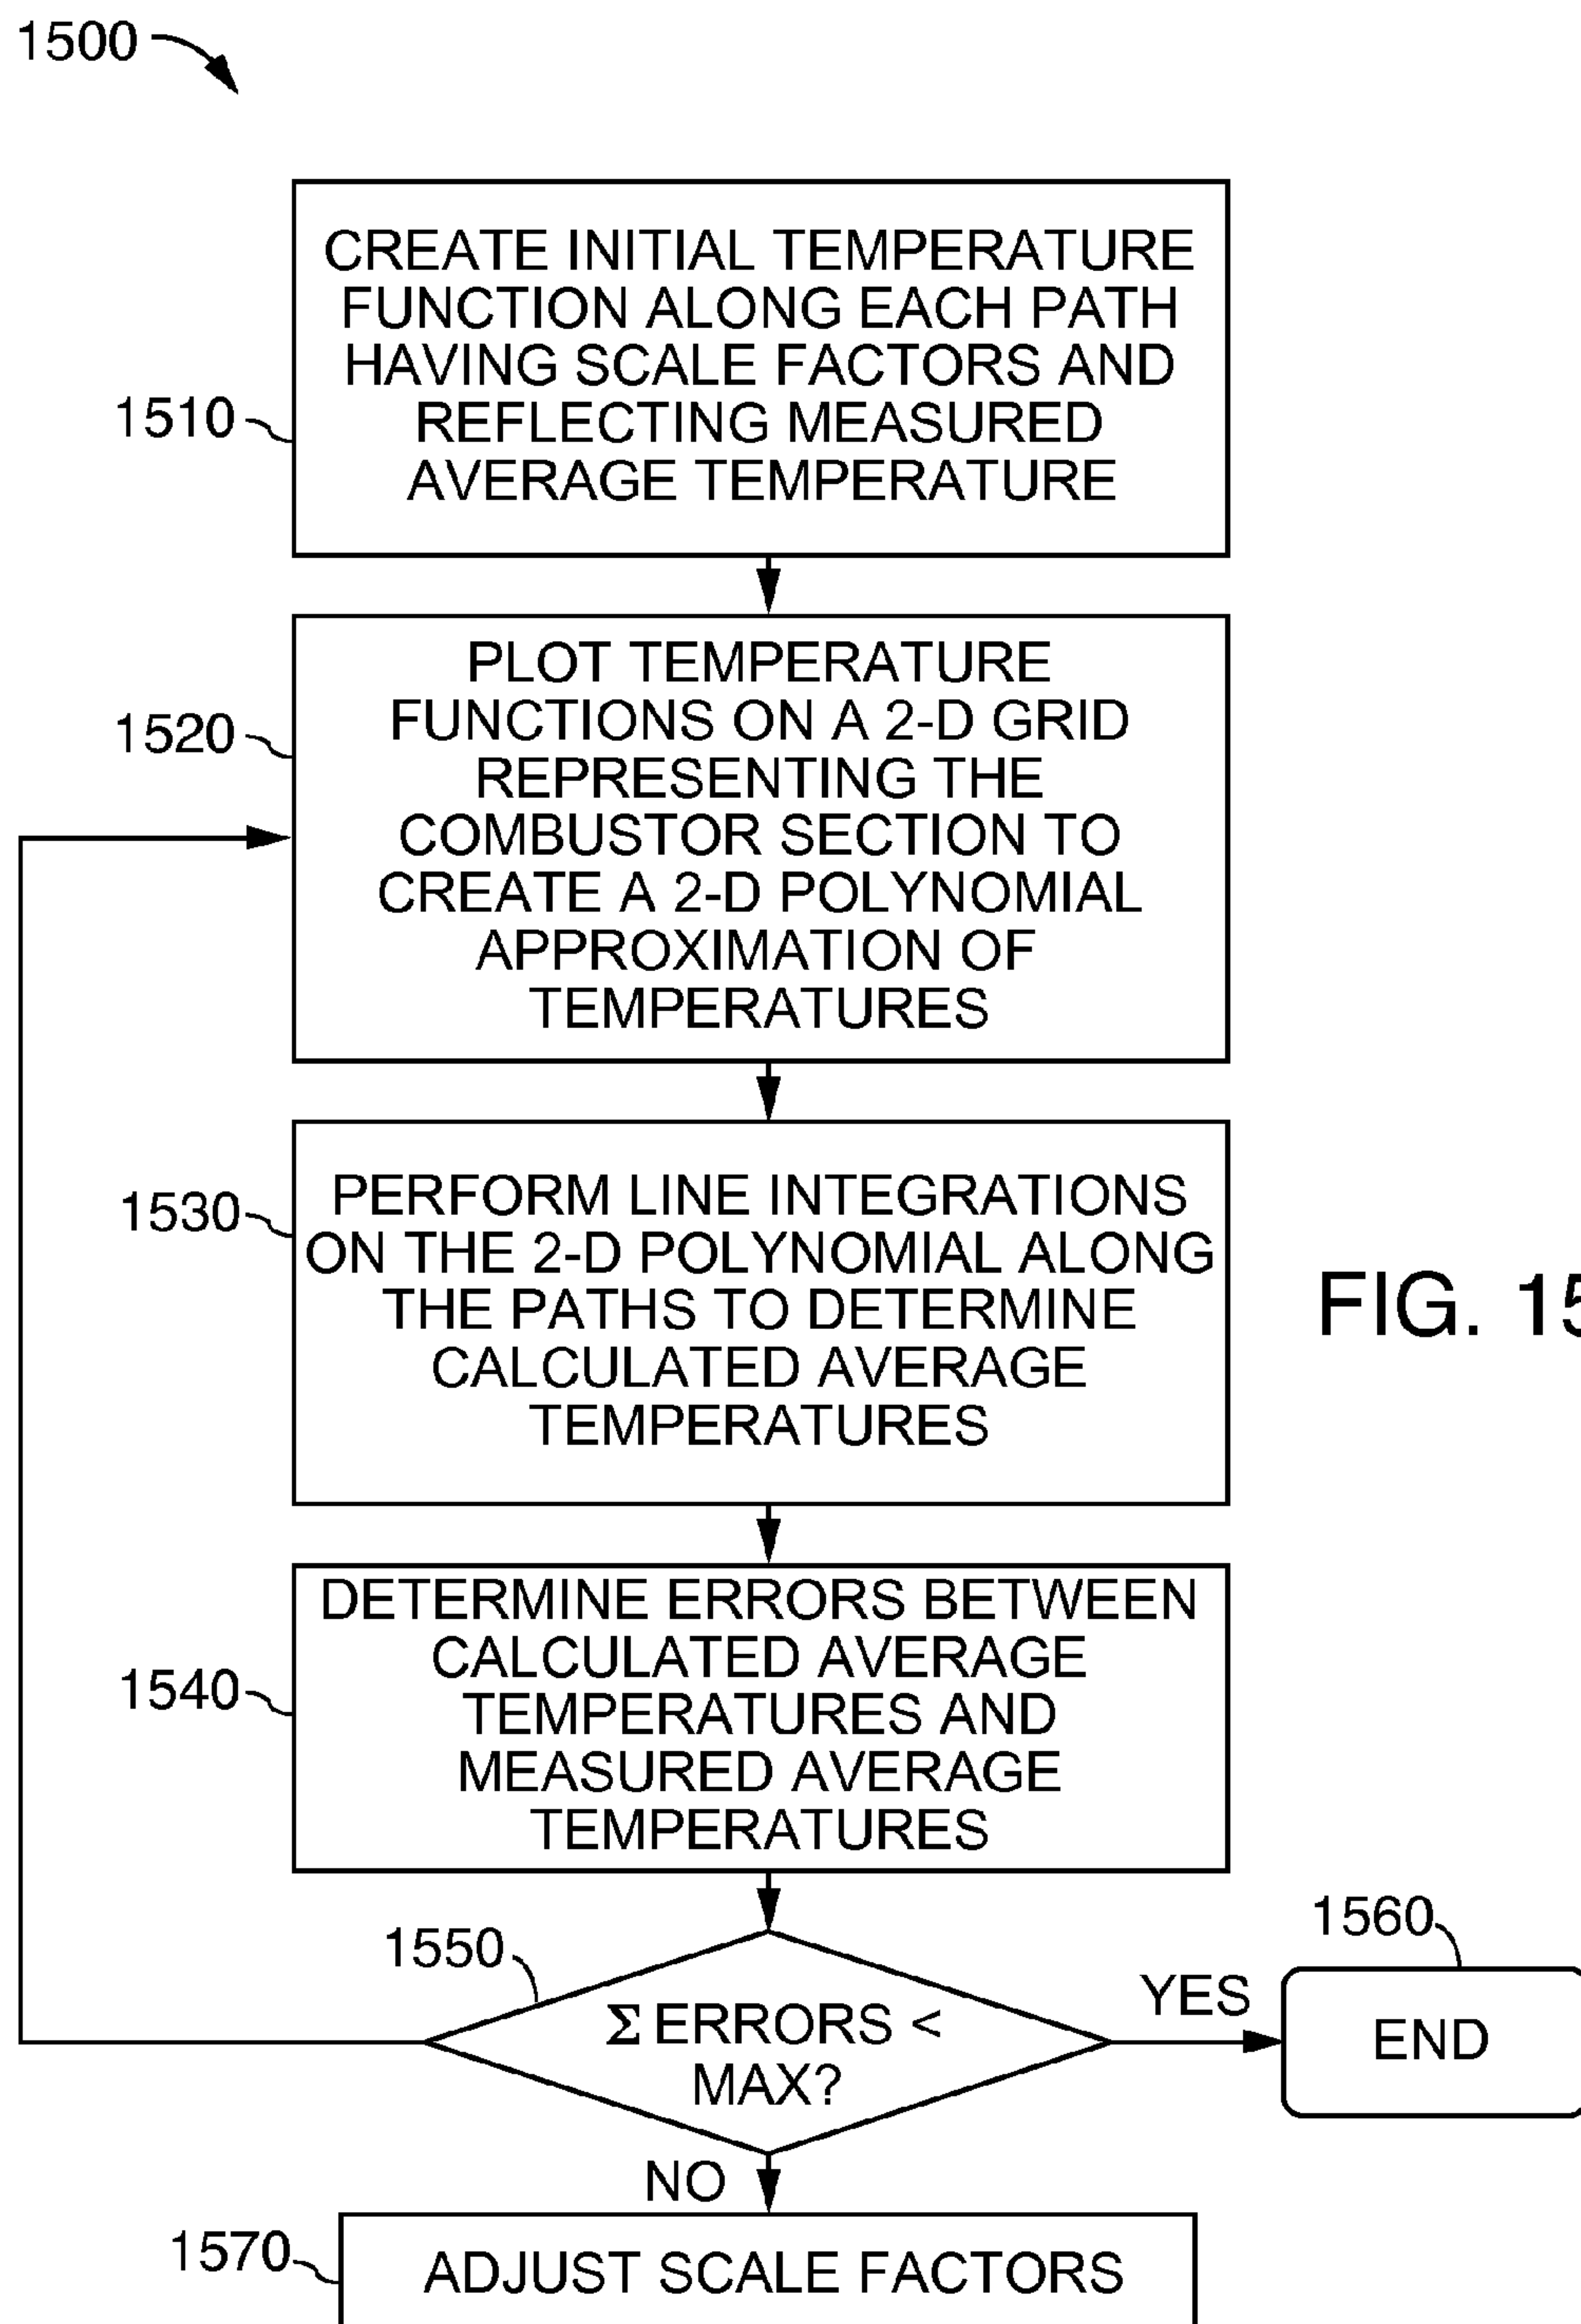 1500
CREATE INITIAL TEMPERATURE
FUNCTION ALONG EACH PATH
HAVING SCALE FACTORS AND
REFLECTING MEASURED
AVERAGE TEMPERATURE
1510
PLOT TEMPERATURE
FUNCTIONS ON A 2-D GRID
REPRESENTING THE
COMBUSTOR SECTION TO
CREATE A 2-D POLYNOMIAL
APPROXIMATION OF
TEMPERATURES
1520
PERFORM LINE INTEGRATIONS
ON THE 2-D POLYNOMIAL ALONG
THE PATHS TO DETERMINE
CALCULATED AVERAGE
TEMPERATURES
1530
FIG. 15
DETERMINE ERRORS BETWEEN
CALCULATED AVERAGE
TEMPERATURES AND
MEASURED AVERAGE
TEMPERATURES
1540
1550
Σ ERRORS <
MAX?
YES
1560
END
NO
1570
ADJUST SCALE FACTORS